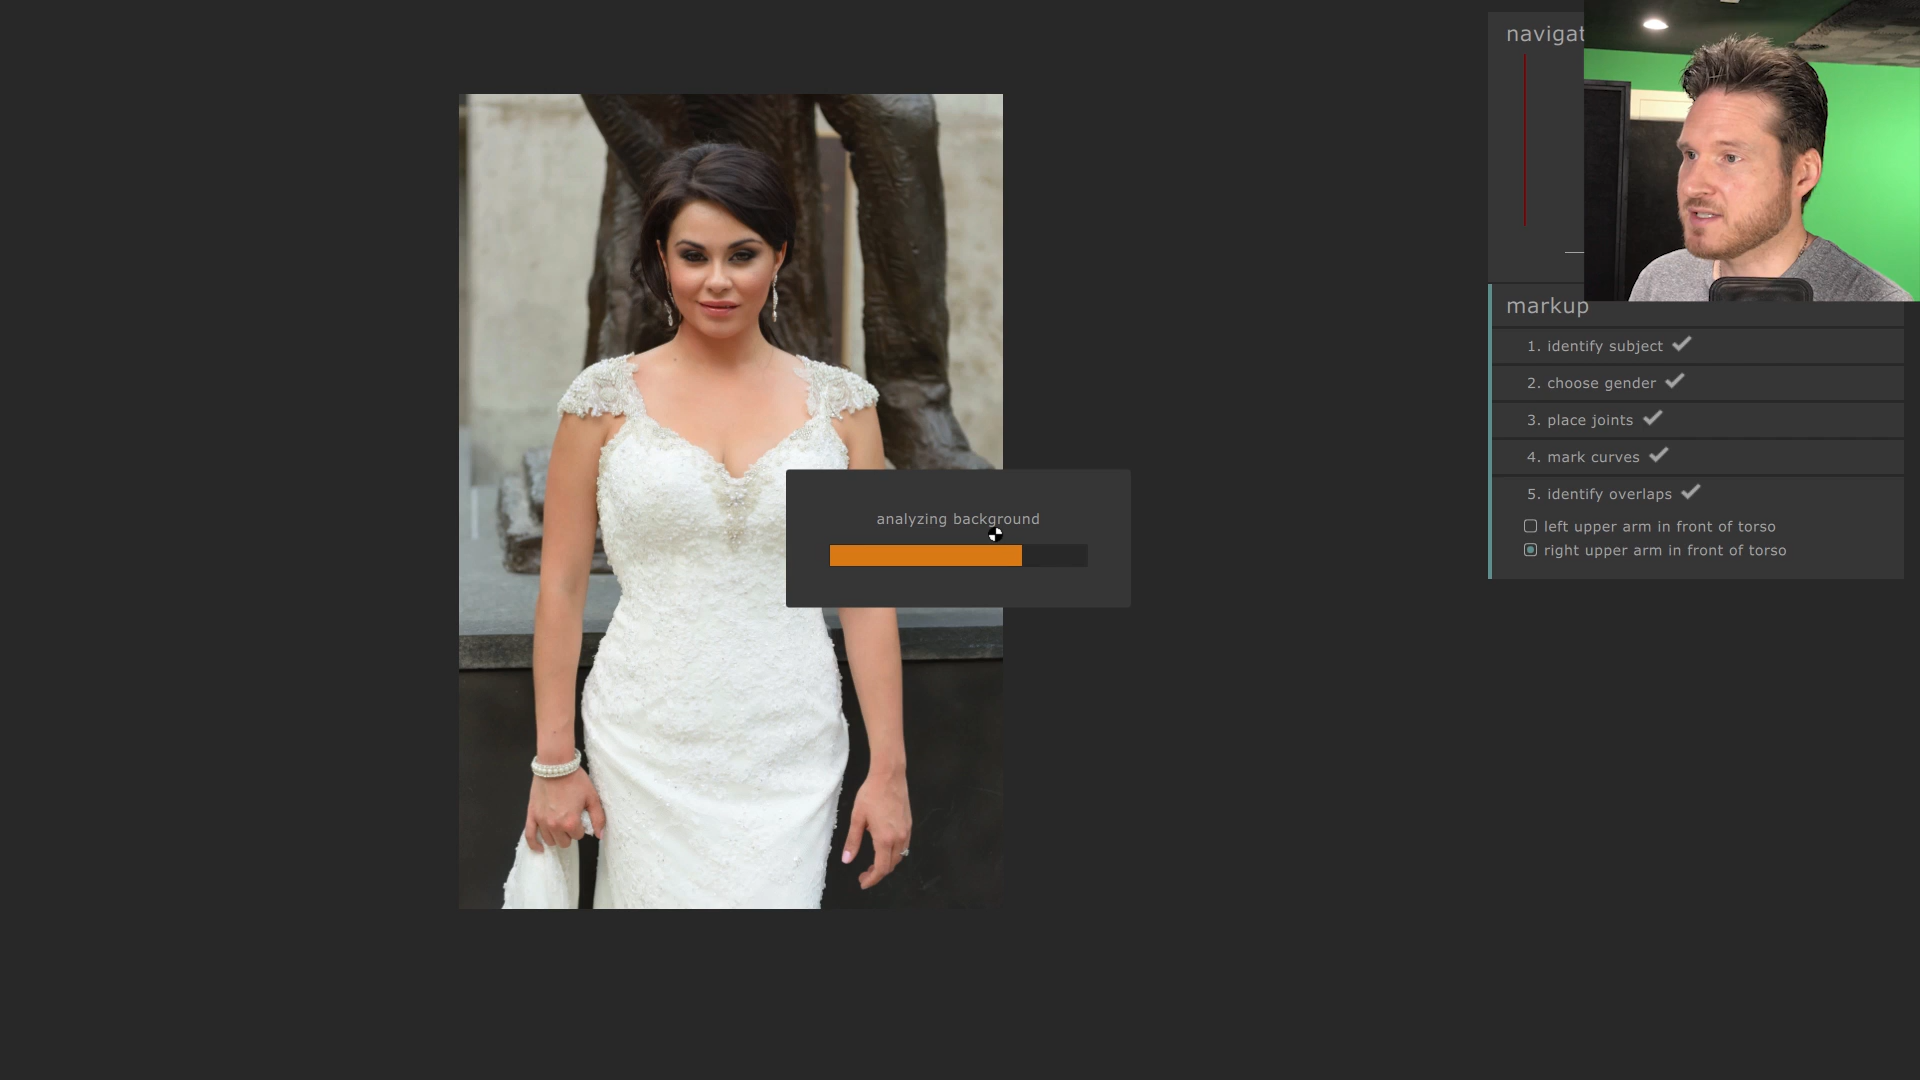 navigat
markup
1. identify subject
2. choose gender
3. place joints
4. mark curves
5. identify overlaps
left upper arm in front of torso
right upper arm in front of torso
analyzing background